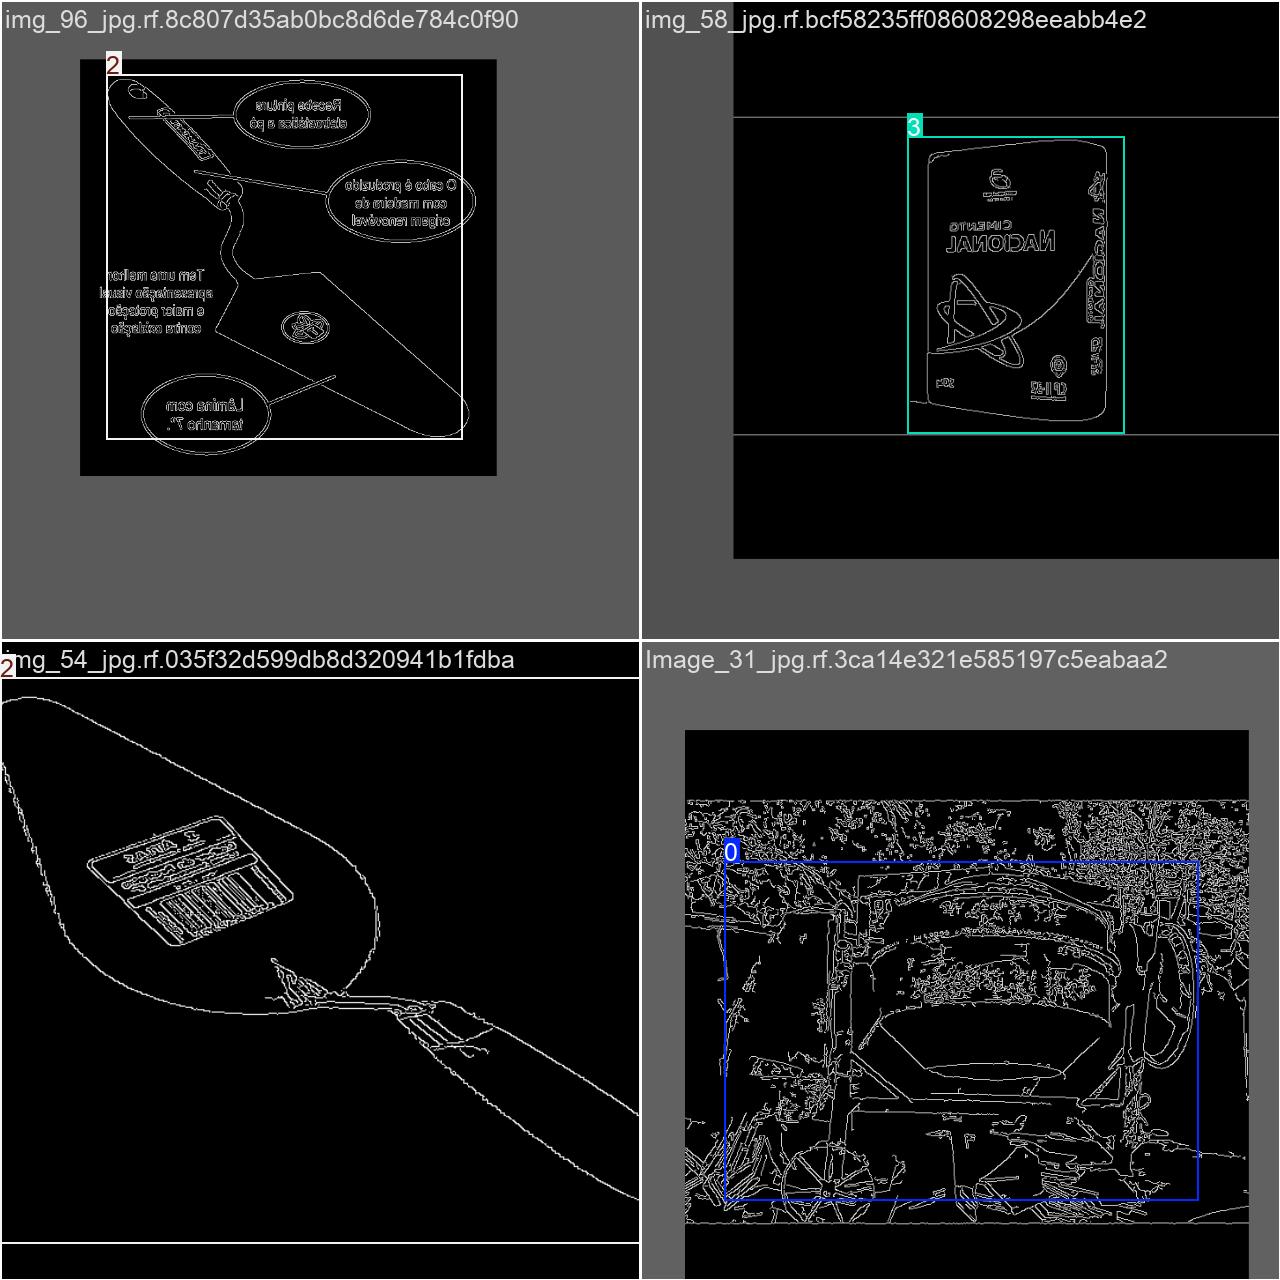 img_96_jpg.rf.8c807d35ab0bc8d6de784c0f90
2
Recebe pintura
eletrostática a pó
O cabo é produzido
com madeira de
origem renovável
Tem uma melhor
apresentação visual
e maior proteção
contra oxidação
Lâmina com
tamanho 7".
img_58_jpg.rf.bcf58235ff08608298eeabb4e2
3
CIMENTO
NACIONAL
NACIONAL
CP II-32
img_54_jpg.rf.035f32d599db8d320941b1fdba
2
Image_31_jpg.rf.3ca14e321e585197c5eabaa2
0